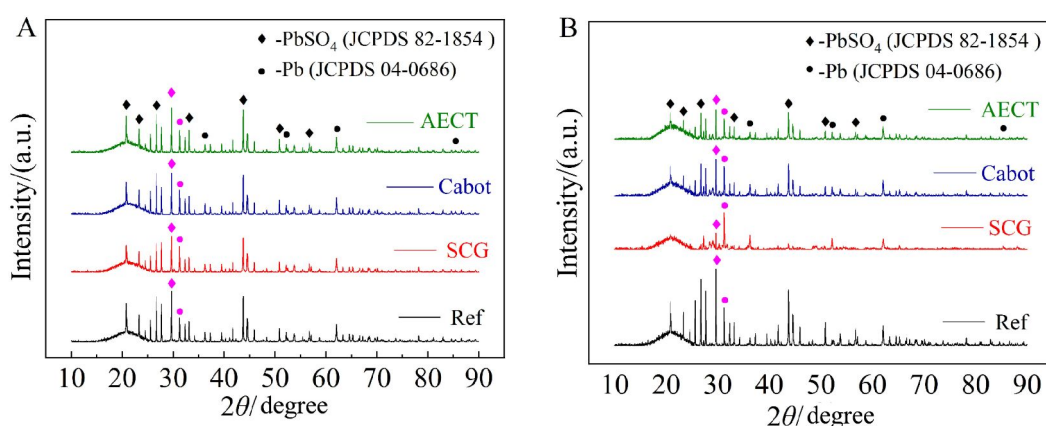 A
◆ -PbSO₄ (JCPDS 82-1854 )
● -Pb (JCPDS 04-0686)
AECT
Cabot
SCG
Ref
Intensity/(a.u.)
10 20 30 40 50 60 70 80 90
2θ/ degree
B
◆ -PbSO₄ (JCPDS 82-1854 )
● -Pb (JCPDS 04-0686)
AECT
Cabot
SCG
Ref
Intensity/(a.u.)
10 20 30 40 50 60 70 80 90
2θ/ degree